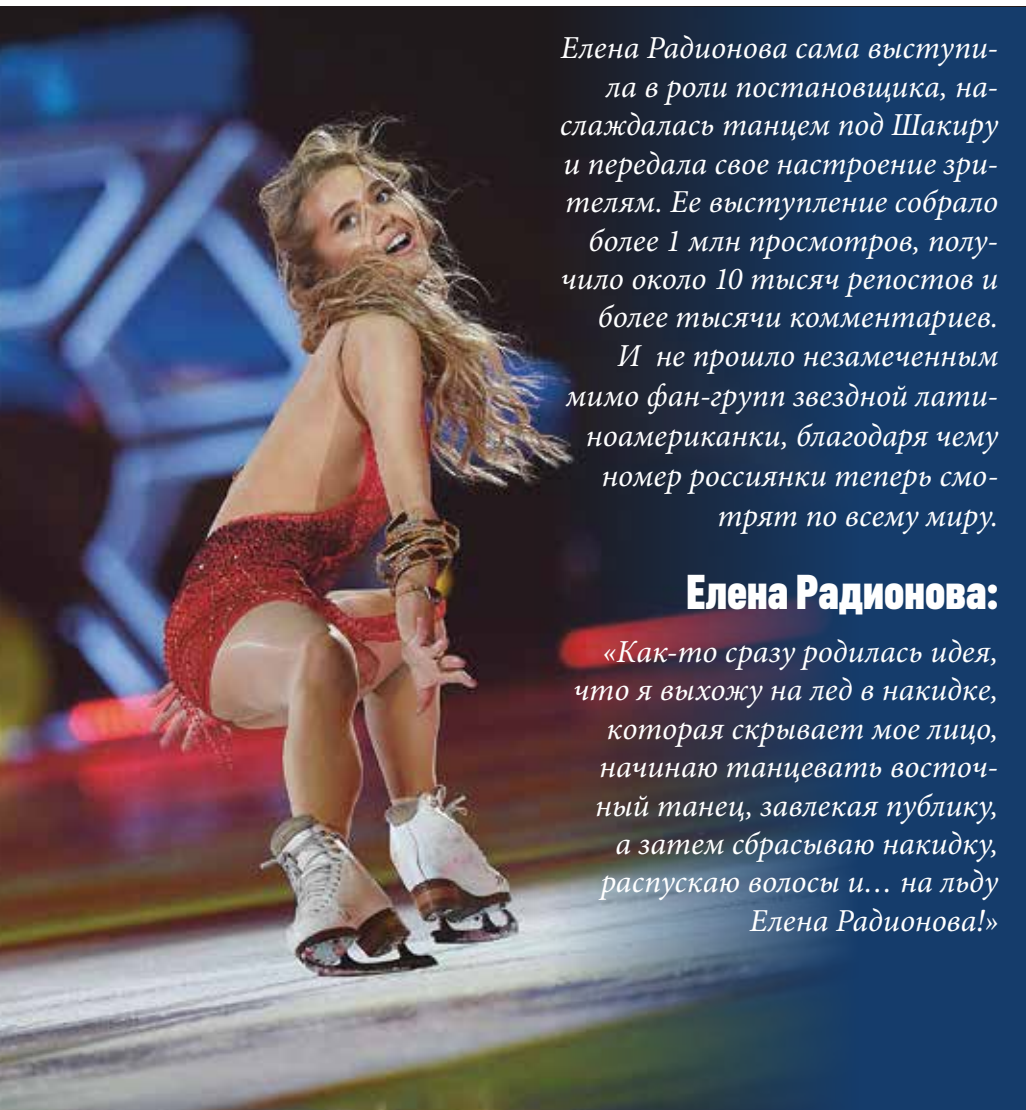 Елена Радионова сама выступи-
ла в роли постановщика, на-
слаждалась танцем под Шакиру
и передала свое настроение зри-
телям. Ее выступление собрало
более 1 млн просмотров, полу-
чило около 10 тысяч репостов и
более тысячи комментариев.
И не прошло незамеченным
мимо фан-групп звездной лати-
ноамериканки, благодаря чему
номер россиянки теперь смо-
трят по всему миру.
Елена Радионова:
«Как-то сразу родилась идея,
что я выхожу на лед в накидке,
которая скрывает мое лицо,
начинаю танцевать восточ-
ный танец, завлекая публику,
а затем сбрасываю накидку,
распускаю волосы и… на льду
Елена Радионова!»